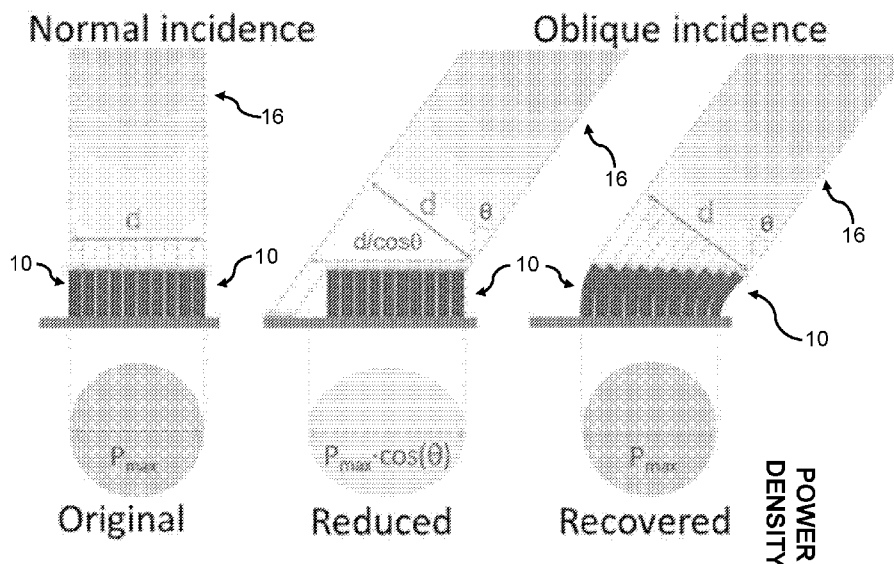 Normal incidence
Oblique incidence
16
16
16
d
d
d
θ
θ
d/cosθ
10
10
10
10
P_max
P_max·cos(θ)
P_max
Original
Reduced
Recovered
POWER
DENSITY